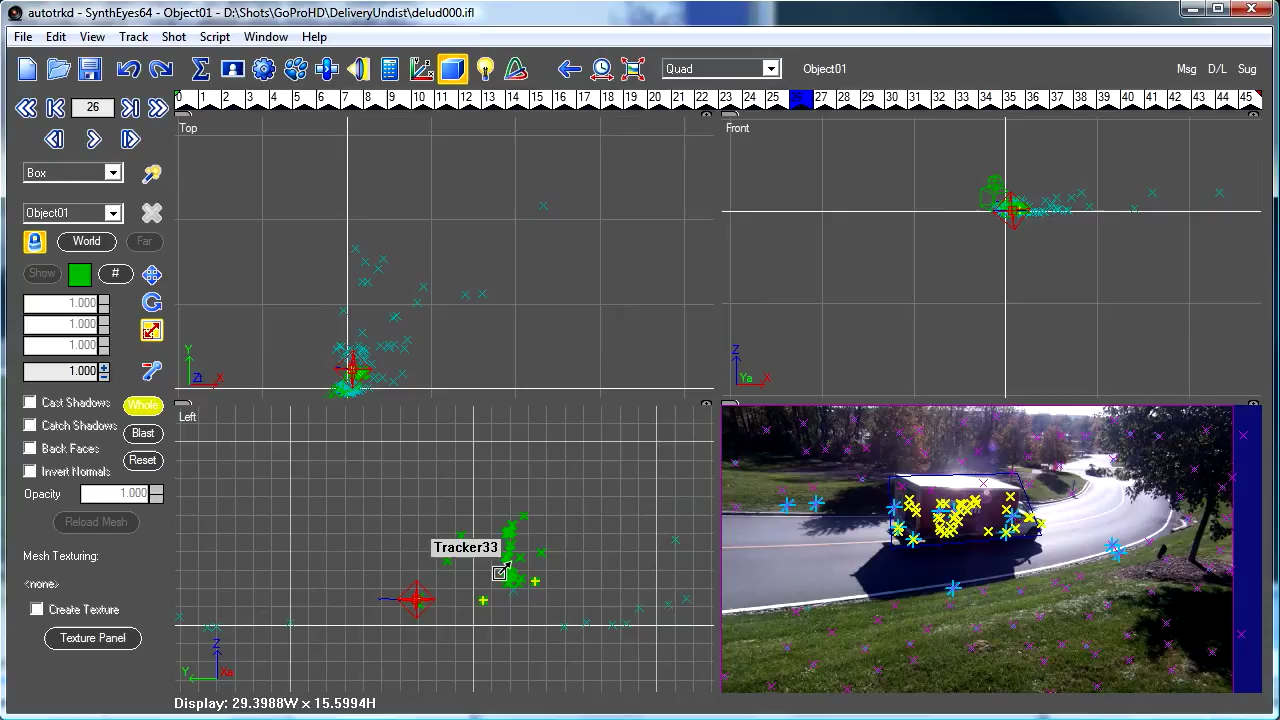 autotrkd - SynthEyes64 - Object01 - D:\Shots\GoProHD\DeliveryUndist\delud000.ifl
File Edit View Track Shot Script Window Help
Quad Object01 Msg D/L Sug
26 0 1 2 3 4 5 6 7 8 9 10 11 12 13 14 15 16 17 18 19 20 21 22 23 24 25 26 27 28 29 30 31 32 33 34 35 36 37 38 39 40 41 42 43 44 45
Top Front
Box
Object01
World Far
Show #
1.000
1.000
1.000
1.000
Cast Shadows Whole
Catch Shadows Blast
Back Faces Reset
Invert Normals
Opacity 1.000
Reload Mesh
Mesh Texturing:
<none>
Create Texture
Texture Panel
Y Zt X
Z Ya X
Left
Tracker33
Z Y Xa
Display: 29.3988W x 15.5994H